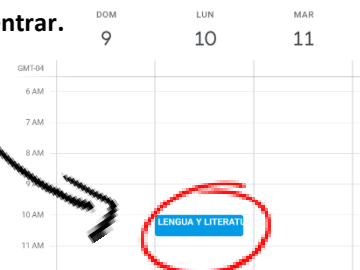 entrar.
DOM LUN MAR
9 10 11
GMT-04
6 AM
7 AM
8 AM
10 AM
LENGUA Y LITERATU
11 AM